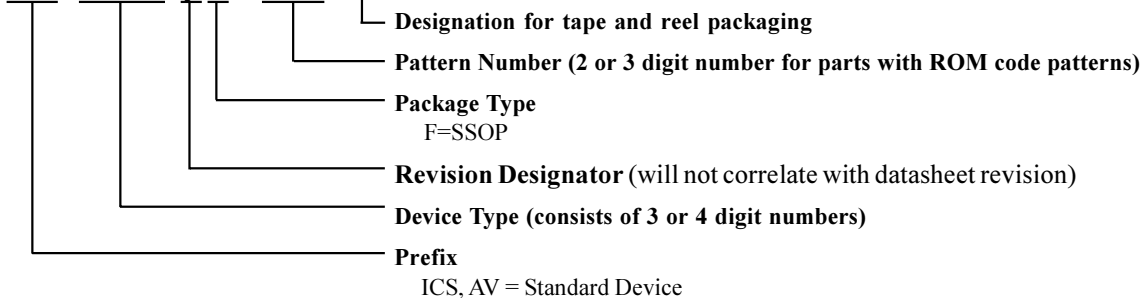 Designation for tape and reel packaging
Pattern Number (2 or 3 digit number for parts with ROM code patterns)
Package Type
F=SSOP
Revision Designator (will not correlate with datasheet revision)
Device Type (consists of 3 or 4 digit numbers)
Prefix
ICS, AV = Standard Device